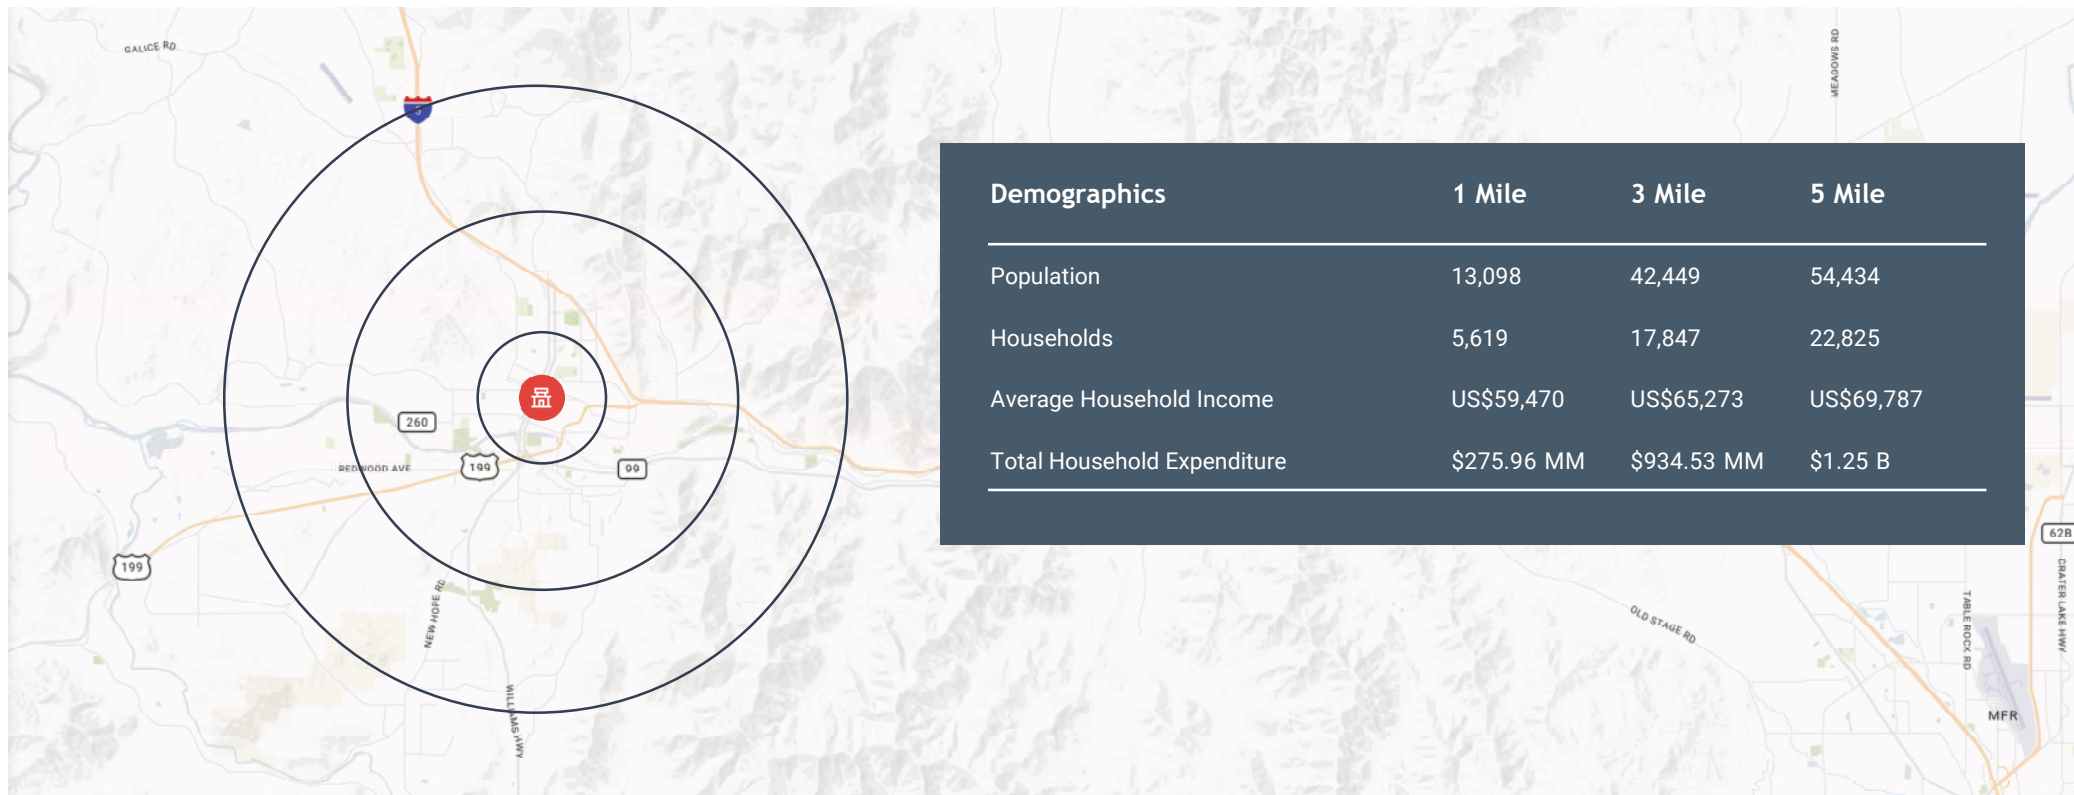 GALICE RD
MEADOWS RD
5
Demographics 1 Mile 3 Mile 5 Mile
Population 13,098 42,449 54,434
Households 5,619 17,847 22,825
Average Household Income US$59,470 US$65,273 US$69,787
Total Household Expenditure $275.96 MM $934.53 MM $1.25 B
260
REDWOOD AVE
199
99
199
62B
NEW HOPE RD
WILLIAMS HWY
OLD STAGE RD
TABLE ROCK RD
CRATER LAKE HWY
MFR